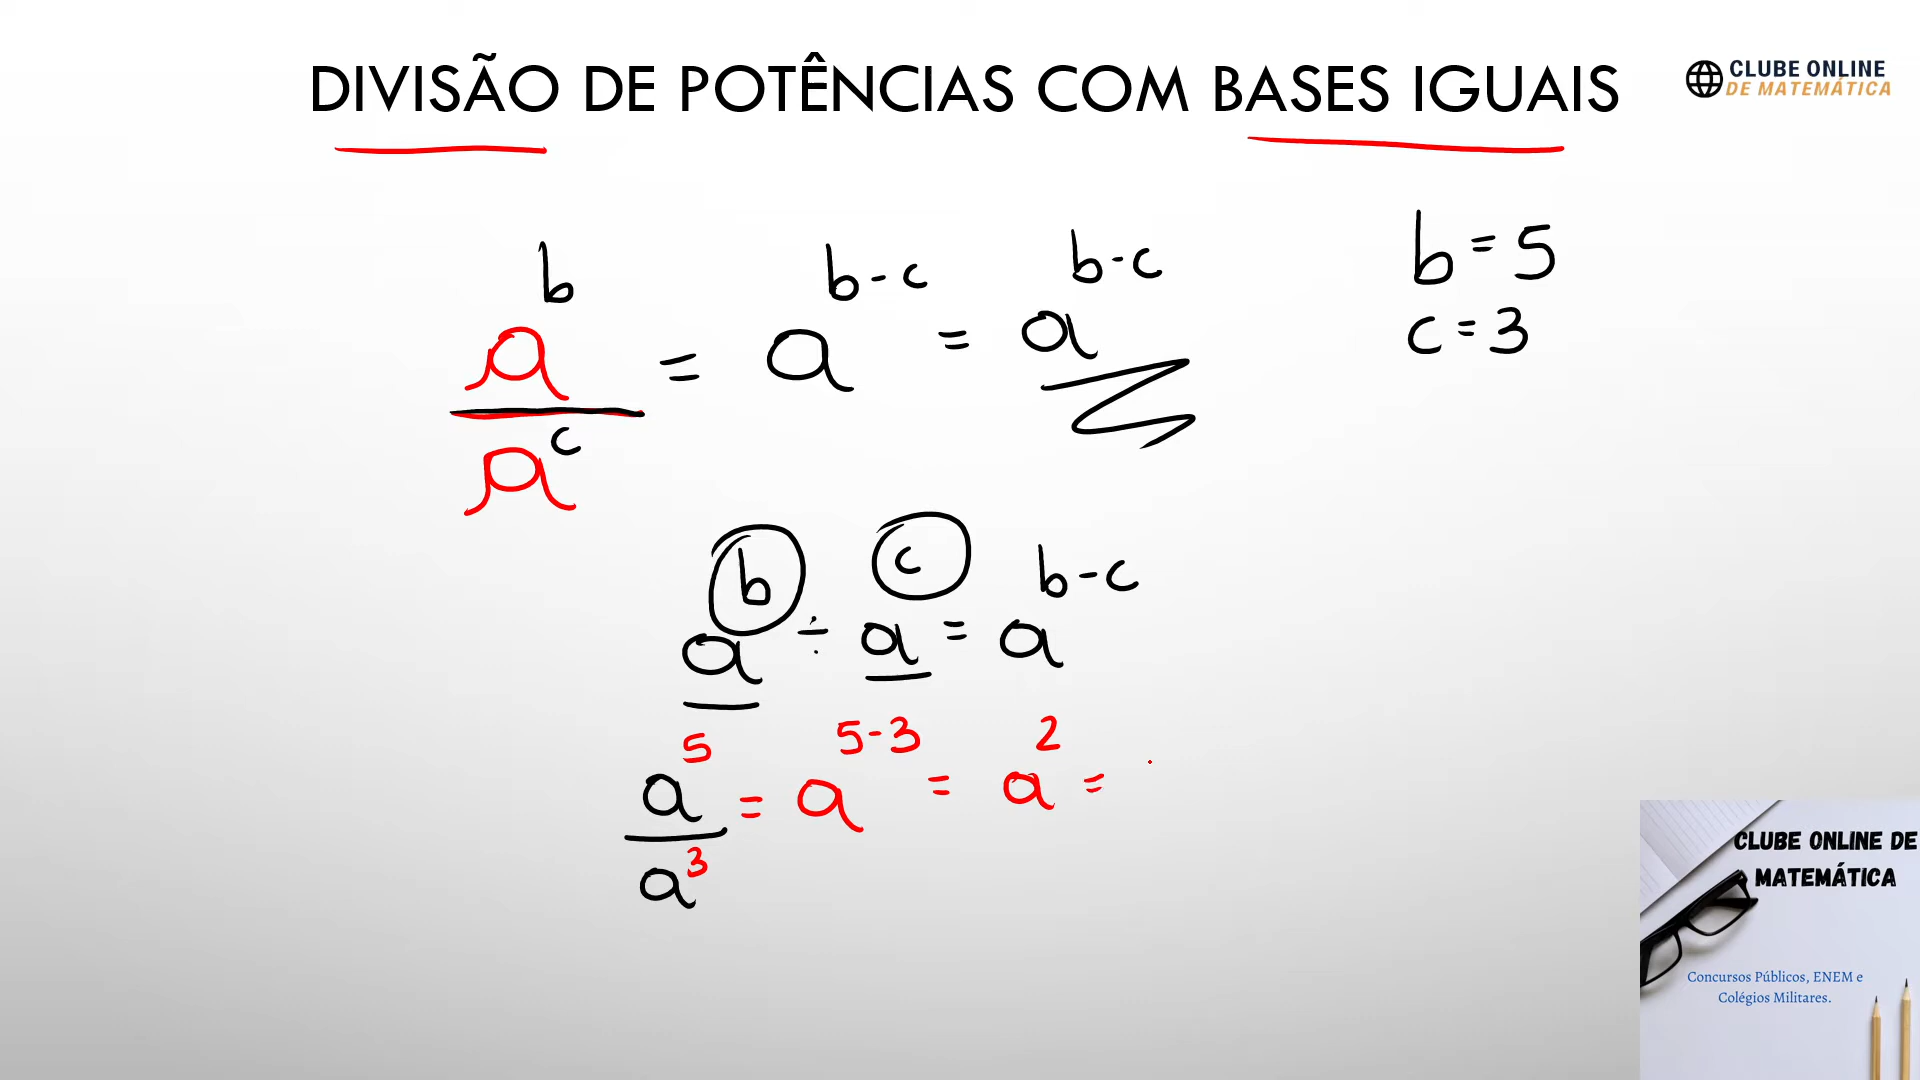 DIVISÃO DE POTÊNCIAS COM BASES IGUAIS
CLUBE ONLINE
DE MATEMÁTICA
a^b / a^c = a^(b-c) = a^(b-c)
b = 5
c = 3
a^b ÷ a^c = a^(b-c)
a^5 / a^3 = a^(5-3) = a^2 =
CLUBE ONLINE DE
MATEMÁTICA
Concursos Públicos, ENEM e
Colégios Militares.